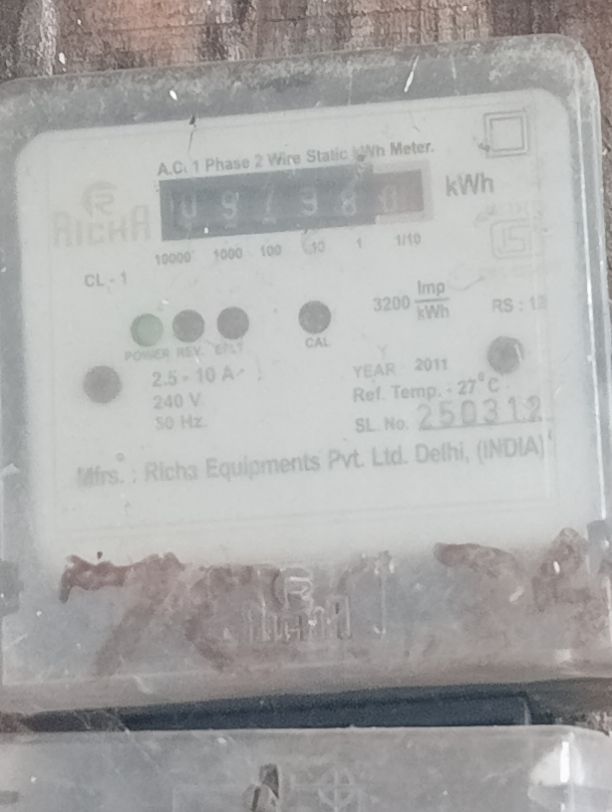 A.C. 1 Phase 2 Wire Static kWh Meter.
kWh
RICHA
10000 1000 100 10 1 1/10
CL - 1
3200 Imp/kWh
RS : 13
POWER REV. E/LT
CAL
2.5 - 10 A
240 V
50 Hz.
YEAR 2011
Ref. Temp. - 27°C
SL. No. 250312
Mfrs. : Richa Equipments Pvt. Ltd. Delhi, (INDIA)
RICHA